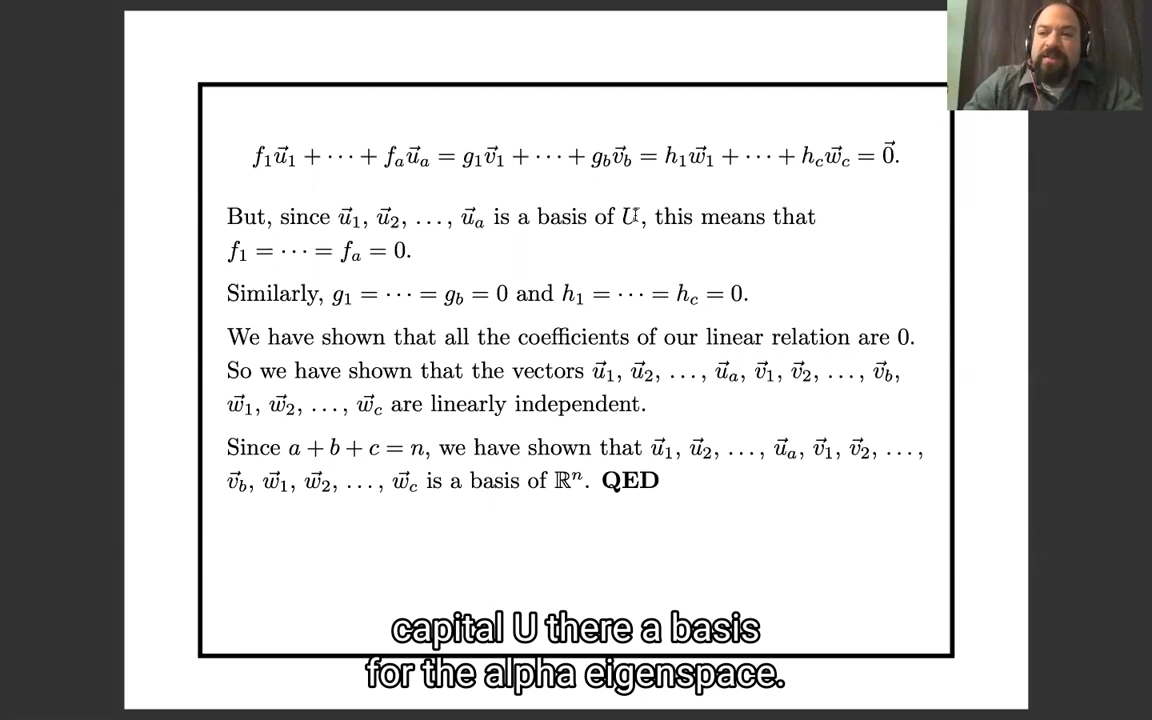 f₁u⃗₁ + ⋯ + fₐu⃗ₐ = g₁v⃗₁ + ⋯ + g_bv⃗_b = h₁w⃗₁ + ⋯ + h_cw⃗_c = 0⃗.
But, since u⃗₁, u⃗₂, …, u⃗ₐ is a basis of U, this means that
f₁ = ⋯ = fₐ = 0.
Similarly, g₁ = ⋯ = g_b = 0 and h₁ = ⋯ = h_c = 0.
We have shown that all the coefficients of our linear relation are 0.
So we have shown that the vectors u⃗₁, u⃗₂, …, u⃗ₐ, v⃗₁, v⃗₂, …, v⃗_b,
w⃗₁, w⃗₂, …, w⃗_c are linearly independent.
Since a + b + c = n, we have shown that u⃗₁, u⃗₂, …, u⃗ₐ, v⃗₁, v⃗₂, …,
v⃗_b, w⃗₁, w⃗₂, …, w⃗_c is a basis of ℝⁿ. QED
capital U there a basis
for the alpha eigenspace.